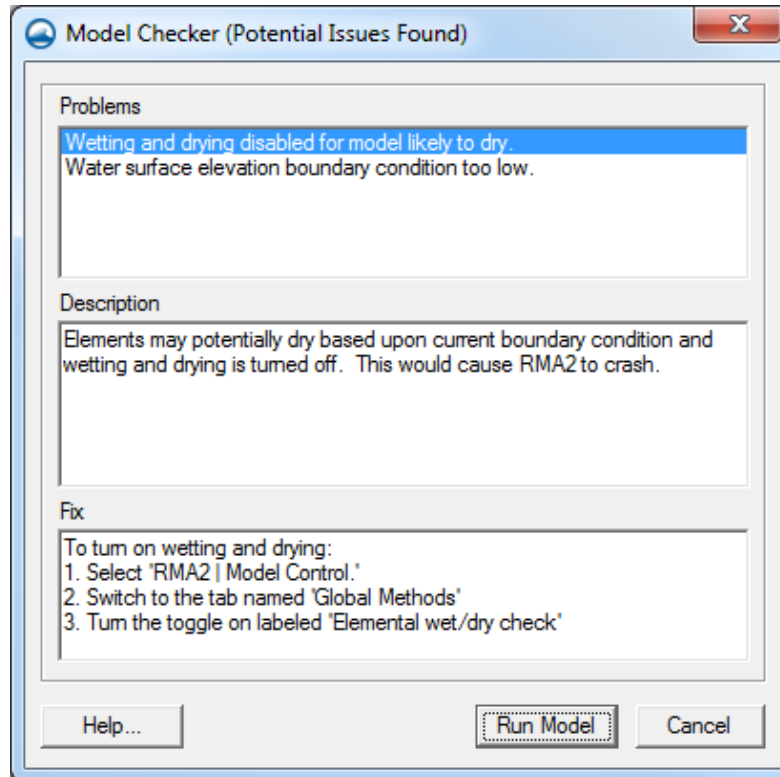 Model Checker (Potential Issues Found)
Problems
Wetting and drying disabled for model likely to dry.
Water surface elevation boundary condition too low.
Description
Elements may potentially dry based upon current boundary condition and
wetting and drying is turned off.  This would cause RMA2 to crash.
Fix
To turn on wetting and drying:
1. Select 'RMA2 | Model Control.'
2. Switch to the tab named 'Global Methods'
3. Turn the toggle on labeled 'Elemental wet/dry check'
Help...
Run Model
Cancel